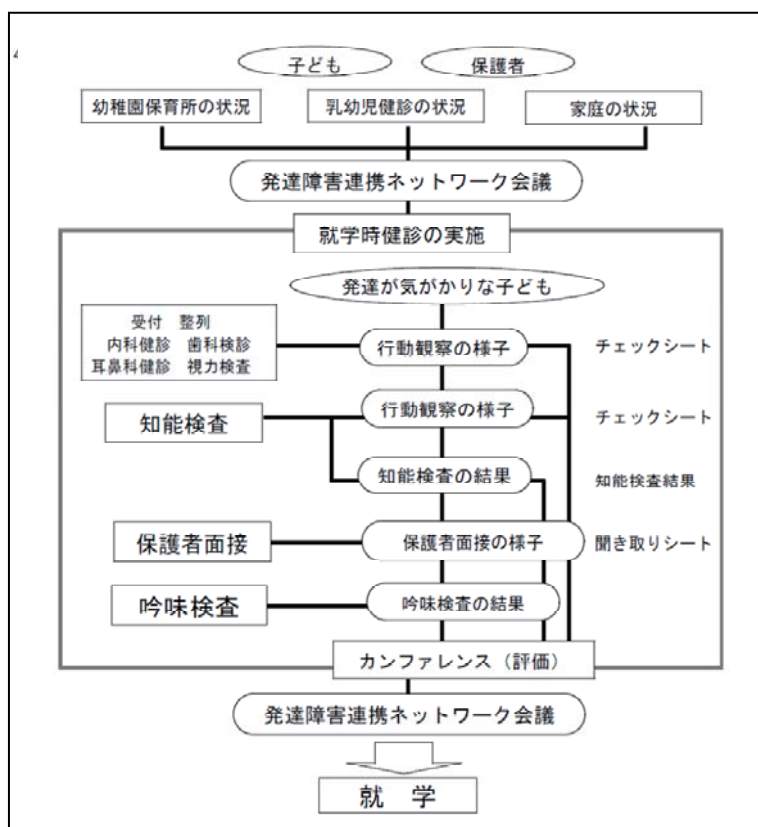 子ども
保護者
幼稚園保育所の状況
乳幼児健診の状況
家庭の状況
発達障害連携ネットワーク会議
就学時健診の実施
発達が気がかりな子ども
受付 整列
内科健診 歯科検診
耳鼻科健診 視力検査
行動観察の様子
チェックシート
知能検査
行動観察の様子
チェックシート
知能検査の結果
知能検査結果
保護者面接
保護者面接の様子
聞き取りシート
吟味検査
吟味検査の結果
カンファレンス（評価）
発達障害連携ネットワーク会議
就 学